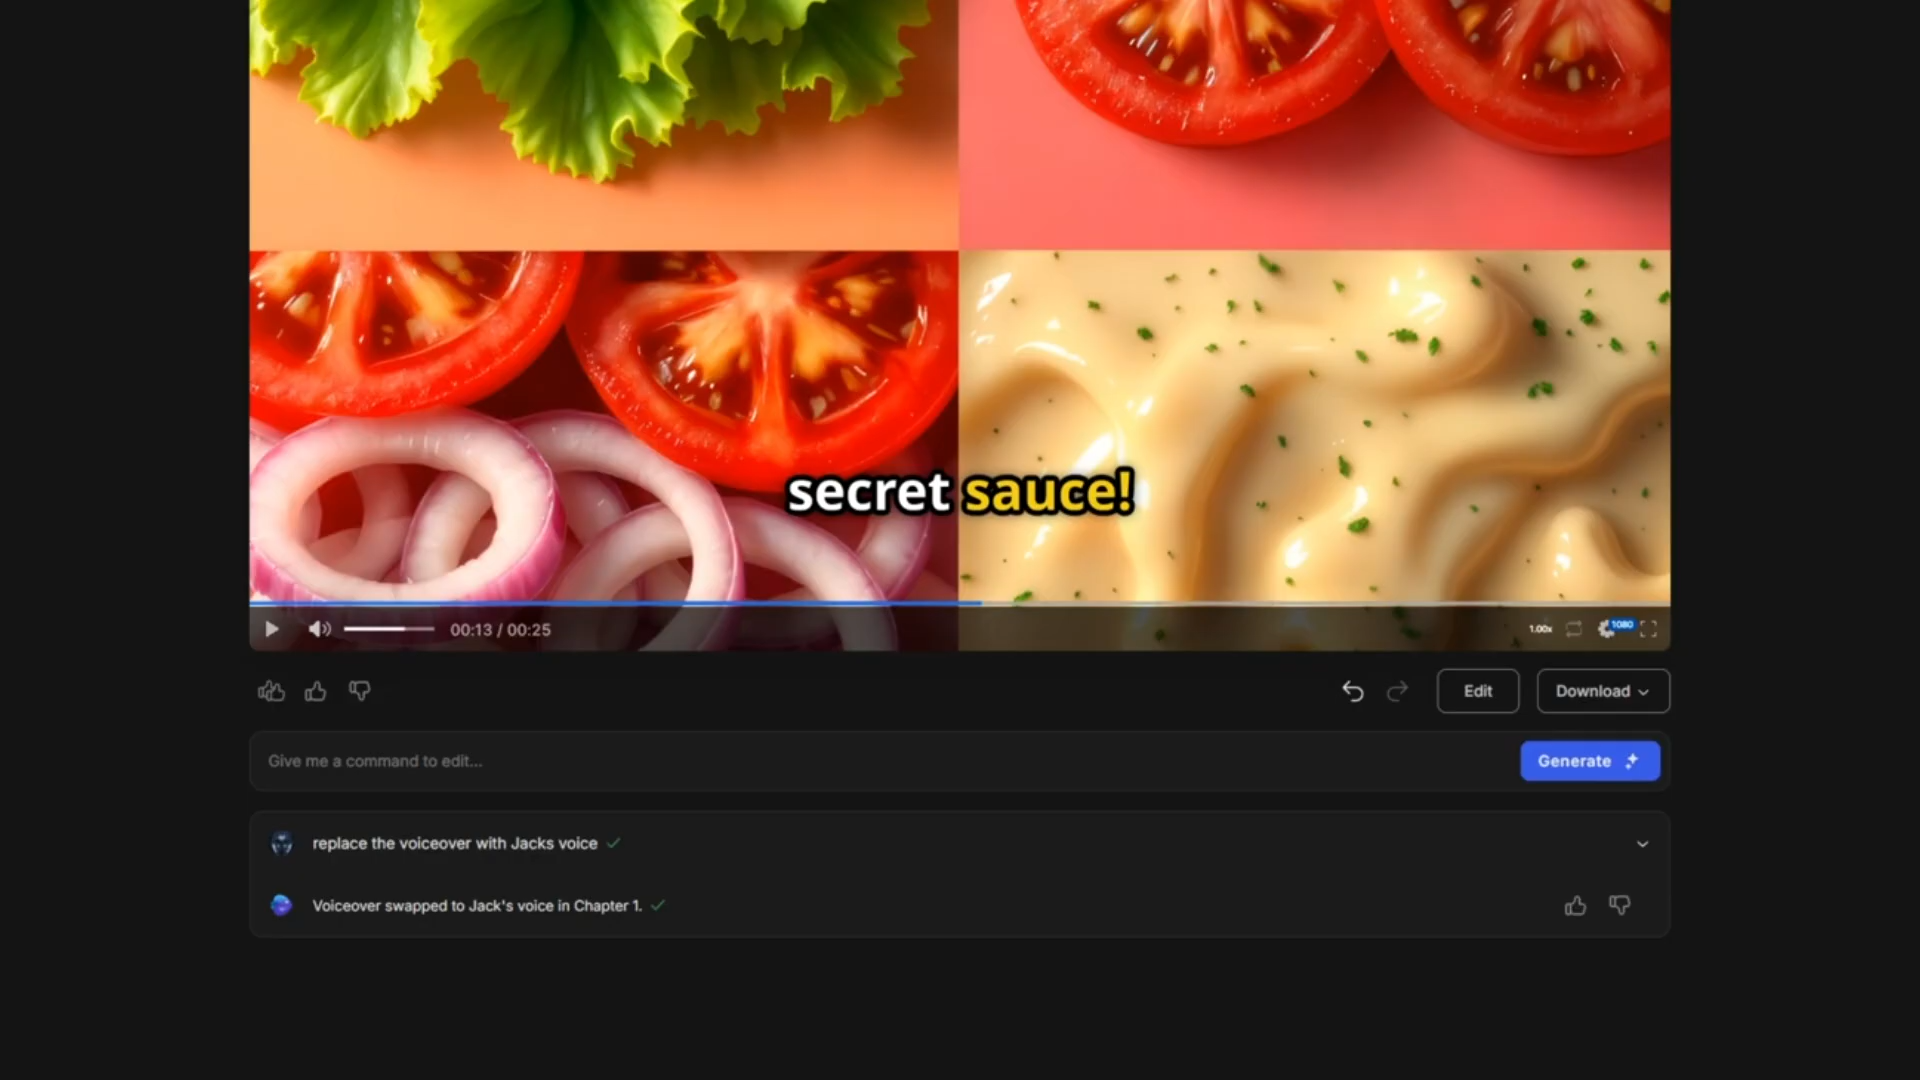 secret sauce!
00:13 / 00:25
1.00x
1080
Edit
Download
Give me a command to edit...
Generate
replace the voiceover with Jacks voice
Voiceover swapped to Jack's voice in Chapter 1.